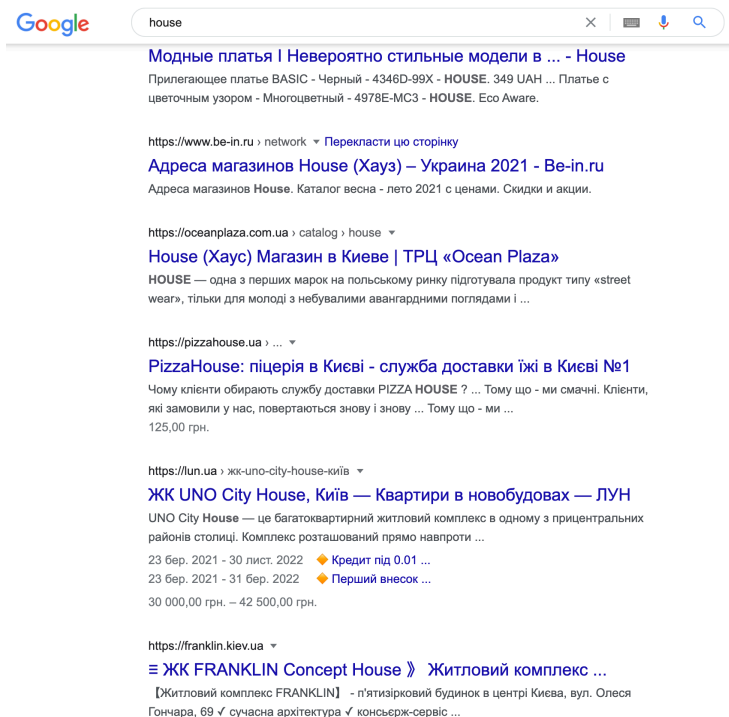 Google house
Модные платья I Невероятно стильные модели в ... - House
Прилегающее платье BASIC - Черный - 4346D-99X - HOUSE. 349 UAH ... Платье с
цветочным узором - Многоцветный - 4978E-MC3 - HOUSE. Eco Aware.
https://www.be-in.ru › network ▼ Перекласти цю сторінку
Адреса магазинов House (Хауз) – Украина 2021 - Be-in.ru
Адреса магазинов House. Каталог весна - лето 2021 с ценами. Скидки и акции.
https://oceanplaza.com.ua › catalog › house ▼
House (Хаус) Магазин в Киеве | ТРЦ «Ocean Plaza»
HOUSE — одна з перших марок на польському ринку підготувала продукт типу «street
wear», тільки для молоді з небувалими авангардними поглядами і ...
https://pizzahouse.ua › ... ▼
PizzaHouse: піцерія в Києві - служба доставки їжі в Києві №1
Чому клієнти обирають службу доставки PIZZA HOUSE ? ... Тому що - ми смачні. Клієнти,
які замовили у нас, повертаються знову і знову ... Тому що - ми ...
125,00 грн.
https://lun.ua › жк-uno-city-house-київ ▼
ЖК UNO City House, Київ — Квартири в новобудовах — ЛУН
UNO City House — це багатоквартирний житловий комплекс в одному з прицентральних
районів столиці. Комплекс розташований прямо навпроти ...
23 бер. 2021 - 30 лист. 2022 🔶 Кредит під 0.01 ...
23 бер. 2021 - 31 бер. 2022 🔶 Перший внесок ...
30 000,00 грн. – 42 500,00 грн.
https://franklin.kiev.ua ▼
≡ ЖК FRANKLIN Concept House 》 Житловий комплекс ...
【Житловий комплекс FRANKLIN】 - п'ятизірковий будинок в центрі Києва, вул. Олеся
Гончара, 69 ✓ сучасна архітектура ✓ консьєрж-сервіс ...